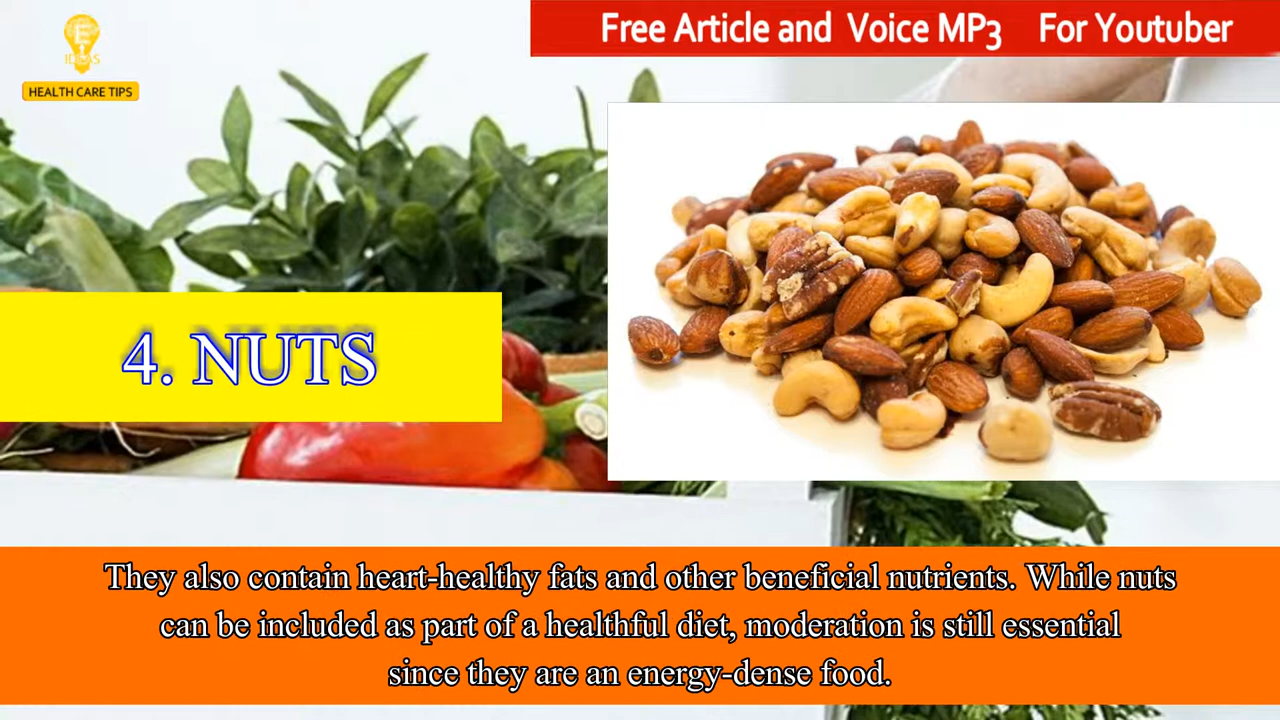 Free Article and Voice MP3 For Youtuber
HEALTH CARE TIPS
4. NUTS
They also contain heart-healthy fats and other beneficial nutrients. While nuts
can be included as part of a healthful diet, moderation is still essential
since they are an energy-dense food.